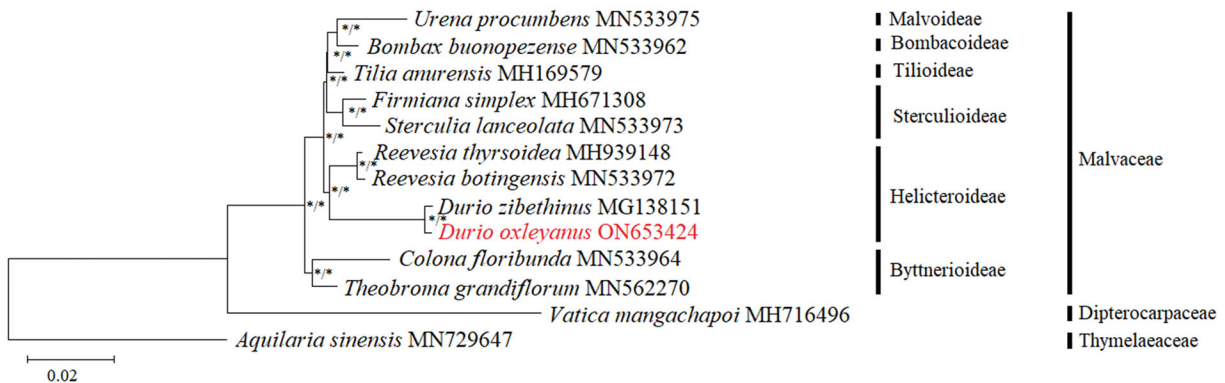 Urena procumbens MN533975
Malvoideae
*/*
Bombax buonopezense MN533962
Bombacoideae
*/*
Tilia anurensis MH169579
Tilioideae
*/*
Firmiana simplex MH671308
*/*
Sterculioideae
Sterculia lanceolata MN533973
*/*
Reevesia thyrsoidea MH939148
*/*
Malvaceae
Reevesia botingensis MN533972
*/*
Helicteroideae
Durio zibethinus MG138151
*/*
*/*
Durio oxleyanus ON653424
Colona floribunda MN533964
*/*
Byttnerioideae
Theobroma grandiflorum MN562270
Vatica mangachapoi MH716496
Dipterocarpaceae
Aquilaria sinensis MN729647
Thymelaeaceae
0.02